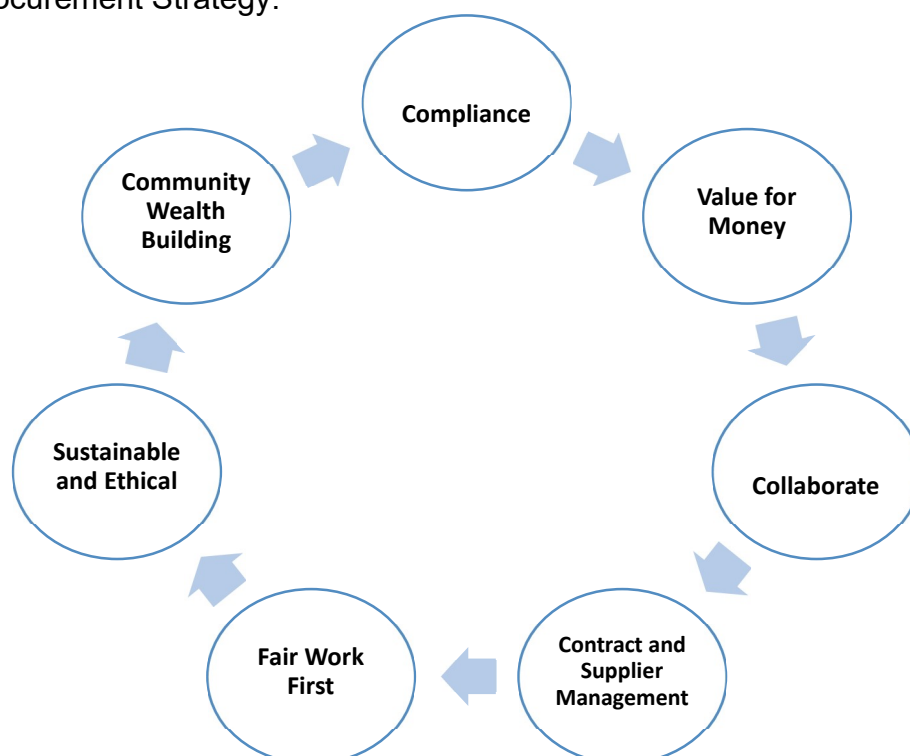 ocurement Strategy:
Compliance
Value for
Money
Collaborate
Contract and
Supplier
Management
Fair Work
First
Sustainable
and Ethical
Community
Wealth
Building